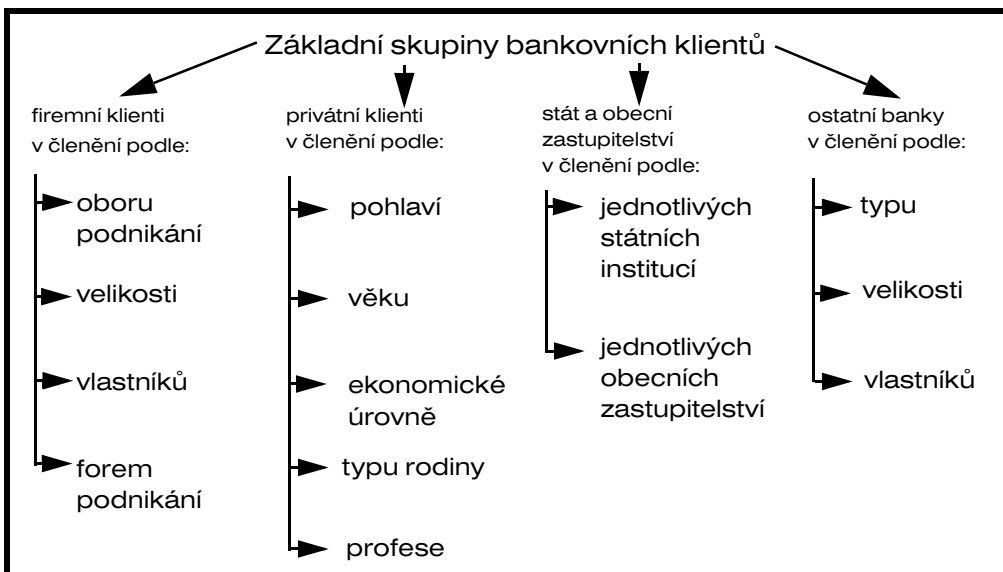 Základní skupiny bankovních klientů
firemní klienti
v členění podle:
oboru
podnikání
velikosti
vlastníků
forem
podnikání
privátní klienti
v členění podle:
pohlaví
věku
ekonomické
úrovně
typu rodiny
profese
stát a obecní
zastupitelství
v členění podle:
jednotlivých
státních
institucí
jednotlivých
obecních
zastupitelství
ostatní banky
v členění podle:
typu
velikosti
vlastníků